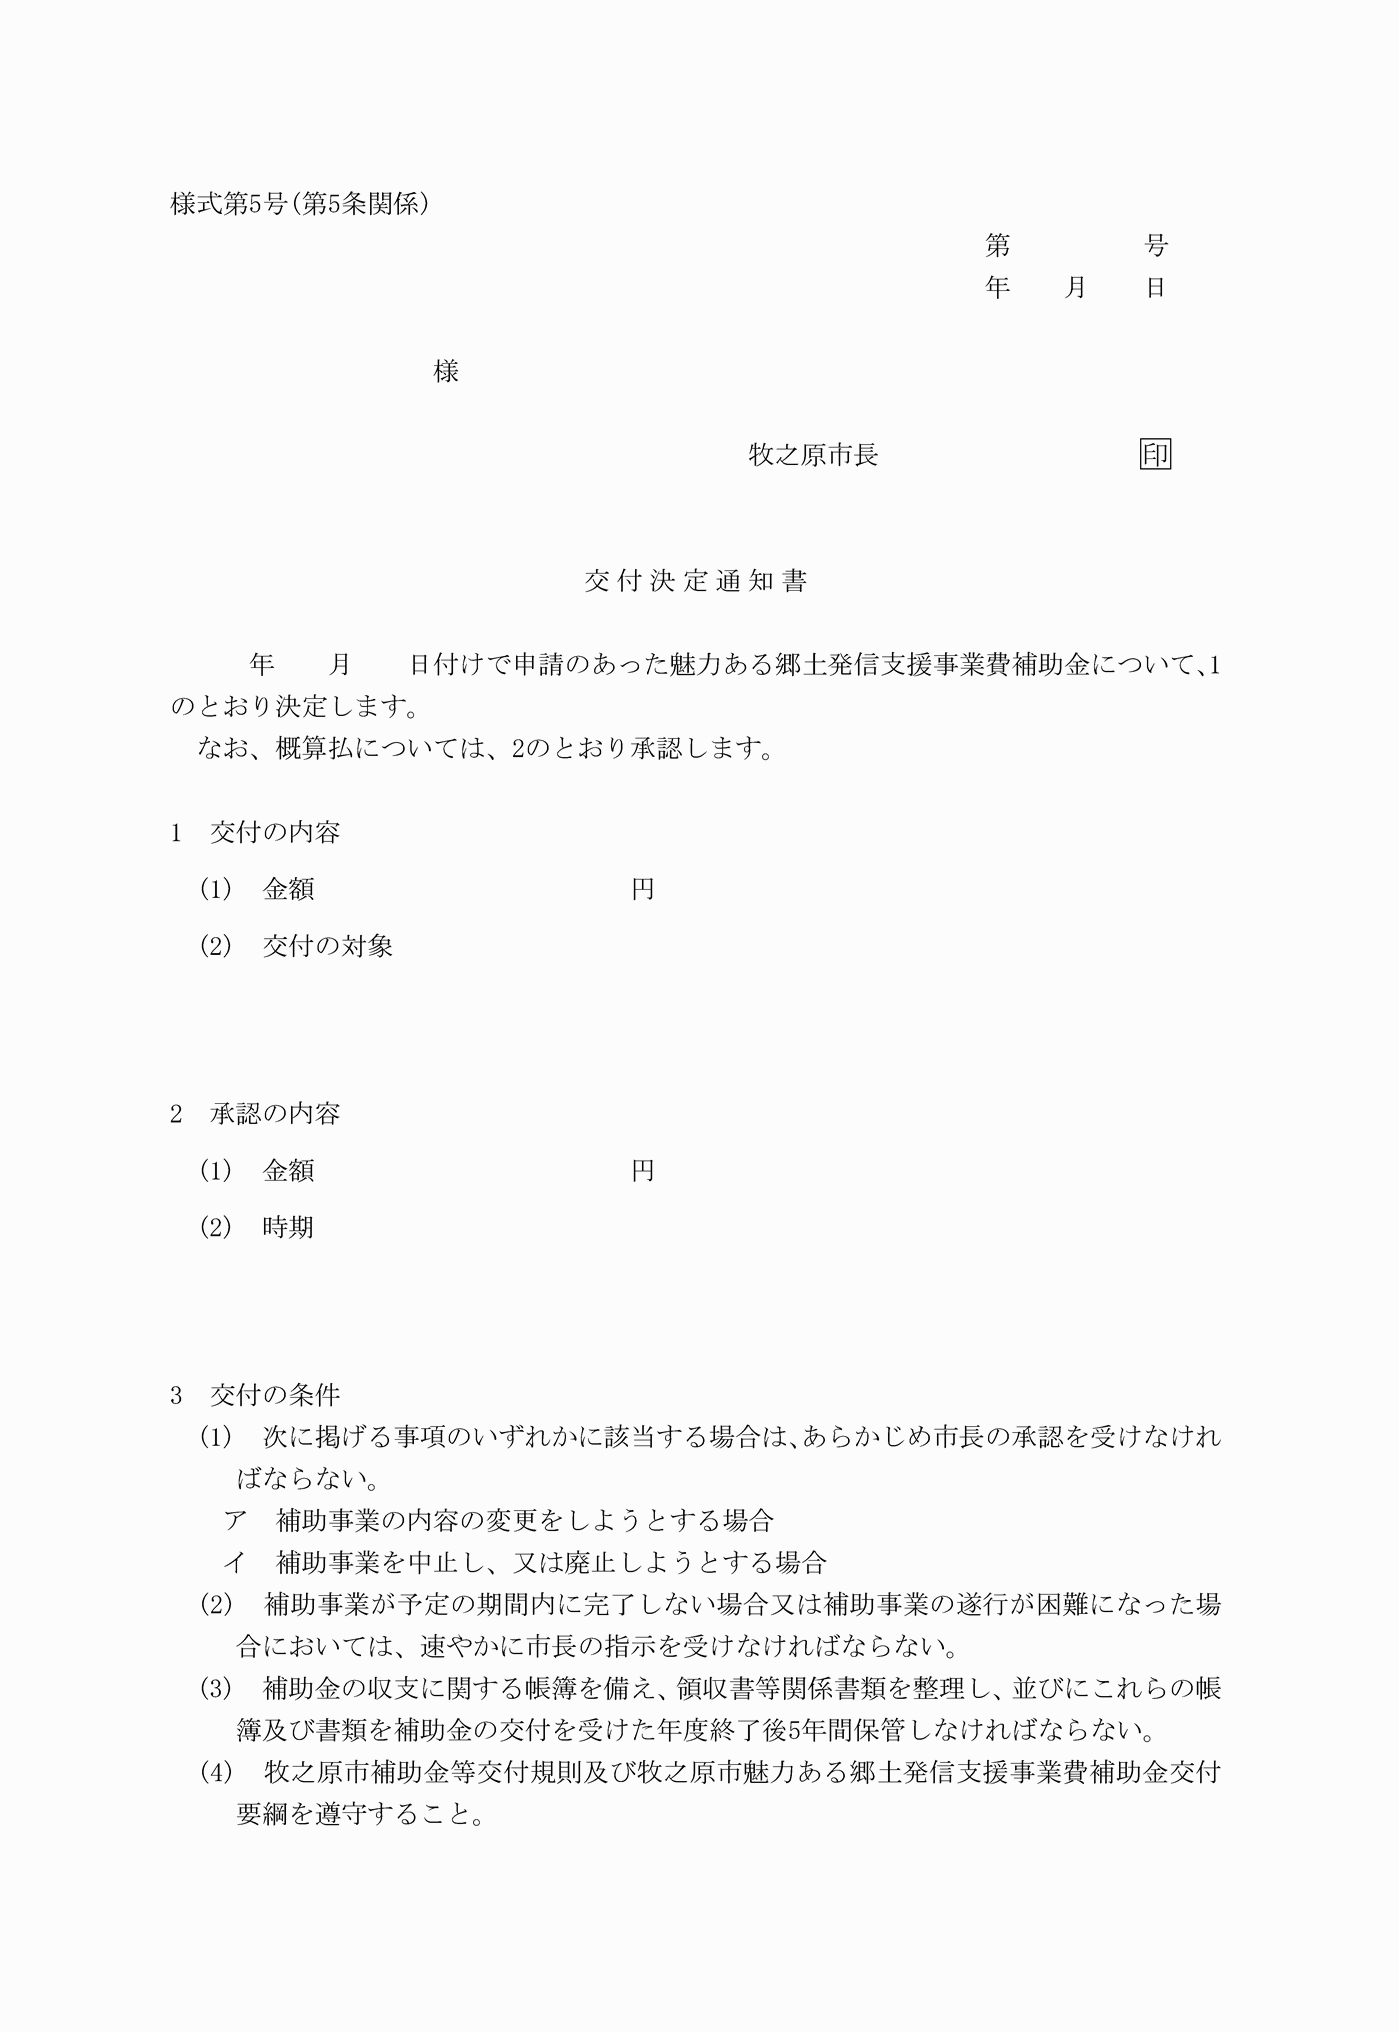 様式第5号(第5条関係)
第　　　　　号
年　　月　　日
様
牧之原市長　　　　　　　　　　印
交付決定通知書
年　　月　　日付けで申請のあった魅力ある郷土発信支援事業費補助金について、1
のとおり決定します。
なお、概算払については、2のとおり承認します。
1　交付の内容
(1)　金額　　　　　　　　　　　　円
(2)　交付の対象
2　承認の内容
(1)　金額　　　　　　　　　　　　円
(2)　時期
3　交付の条件
(1)　次に掲げる事項のいずれかに該当する場合は、あらかじめ市長の承認を受けなけれ
ばならない。
ア　補助事業の内容の変更をしようとする場合
イ　補助事業を中止し、又は廃止しようとする場合
(2)　補助事業が予定の期間内に完了しない場合又は補助事業の遂行が困難になった場
合においては、速やかに市長の指示を受けなければならない。
(3)　補助金の収支に関する帳簿を備え、領収書等関係書類を整理し、並びにこれらの帳
簿及び書類を補助金の交付を受けた年度終了後5年間保管しなければならない。
(4)　牧之原市補助金等交付規則及び牧之原市魅力ある郷土発信支援事業費補助金交付
要綱を遵守すること。